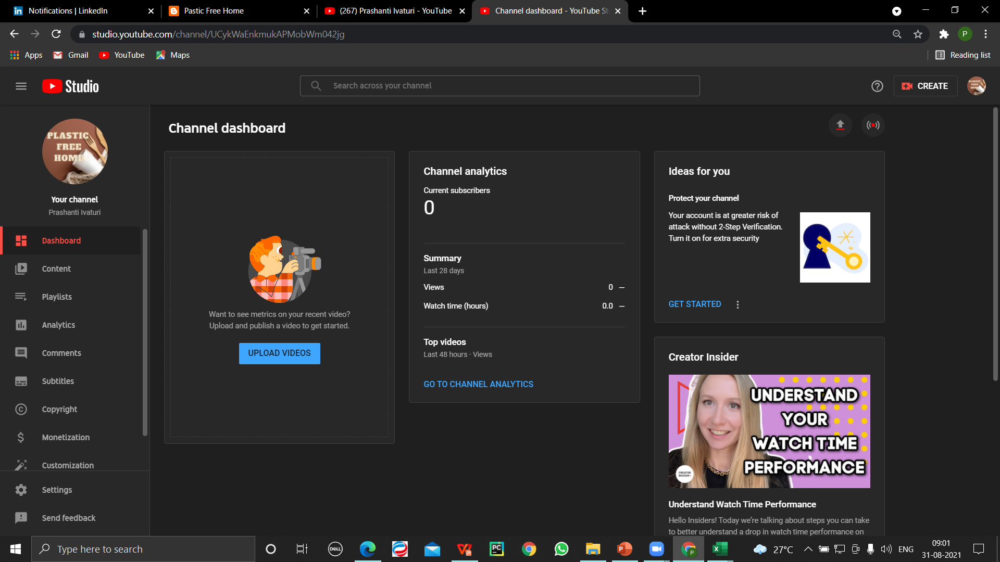 Notifications | LinkedIn
Pastic Free Home
(267) Prashanti Ivaturi - YouTube
Channel dashboard - YouTube St
studio.youtube.com/channel/UCykWaEnkmukAPMobWm042jg
P
Apps
Gmail
YouTube
Maps
Reading list
Studio
Search across your channel
CREATE
PLASTIC
FREE
HOME
Your channel
Prashanti Ivaturi
Dashboard
Content
Playlists
Analytics
Comments
Subtitles
Copyright
Monetization
Customization
Settings
Send feedback
Channel dashboard
Want to see metrics on your recent video?
Upload and publish a video to get started.
UPLOAD VIDEOS
Channel analytics
Current subscribers
0
Summary
Last 28 days
Views 0 —
Watch time (hours) 0.0 —
Top videos
Last 48 hours · Views
GO TO CHANNEL ANALYTICS
Ideas for you
Protect your channel
Your account is at greater risk of
attack without 2-Step Verification.
Turn it on for extra security
GET STARTED
Creator Insider
UNDERSTAND
YOUR
WATCH TIME
PERFORMANCE
CREATOR
INSIDER
Understand Watch Time Performance
Hello Insiders! Today we're talking about steps you can take
to better understand a drop in watch time performance on
Type here to search
DELL
PC
27°C
ENG
09:01
31-08-2021